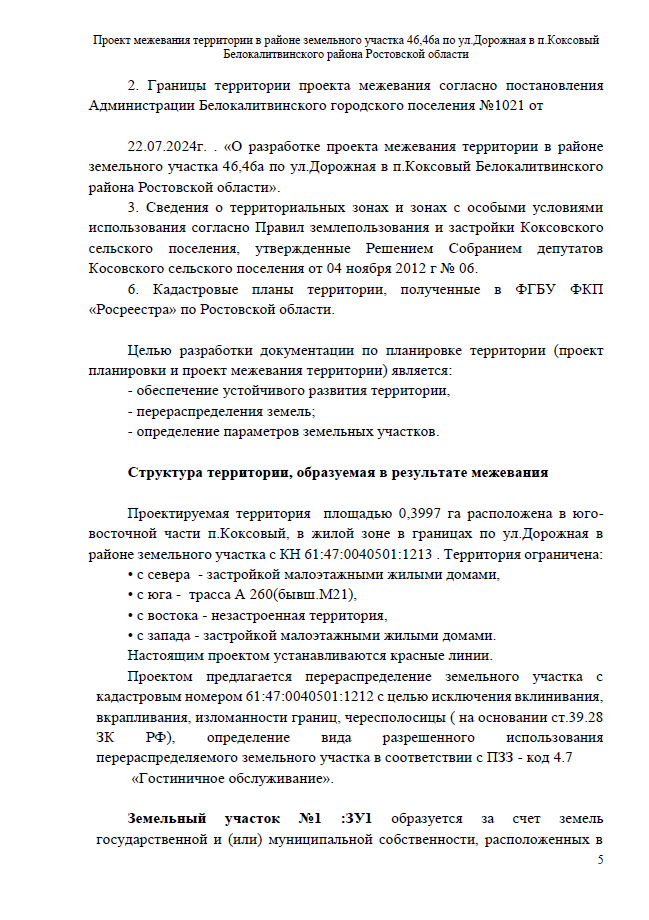 Проект межевания территории в районе земельного участка 46,46а по ул.Дорожная в п.Коксовый
Белокалитвинского района Ростовской области
2. Границы территории проекта межевания согласно постановления
Администрации Белокалитвинского городского поселения №1021 от
22.07.2024г. . «О разработке проекта межевания территории в районе
земельного участка 46,46а по ул.Дорожная в п.Коксовый Белокалитвинского
района Ростовской области».
3. Сведения о территориальных зонах и зонах с особыми условиями
использования согласно Правил землепользования и застройки Коксовского
сельского поселения, утвержденные Решением Собранием депутатов
Косовского сельского поселения от 04 ноября 2012 г № 06.
6. Кадастровые планы территории, полученные в ФГБУ ФКП
«Росреестра» по Ростовской области.
Целью разработки документации по планировке территории (проект
планировки и проект межевания территории) является:
- обеспечение устойчивого развития территории,
- перераспределения земель;
- определение параметров земельных участков.
Структура территории, образуемая в результате межевания
Проектируемая территория площадью 0,3997 га расположена в юго-
восточной части п.Коксовый, в жилой зоне в границах по ул.Дорожная в
районе земельного участка с КН 61:47:0040501:1213 . Территория ограничена:
• с севера - застройкой малоэтажными жилыми домами,
• с юга - трасса А 260(бывш.М21),
• с востока - незастроенная территория,
• с запада - застройкой малоэтажными жилыми домами.
Настоящим проектом устанавливаются красные линии.
Проектом предлагается перераспределение земельного участка с
кадастровым номером 61:47:0040501:1212 с целью исключения вклинивания,
вкрапливания, изломанности границ, чересполосицы ( на основании ст.39.28
ЗК РФ), определение вида разрешенного использования
перераспределяемого земельного участка в соответствии с ПЗЗ - код 4.7
«Гостиничное обслуживание».
Земельный участок №1 :ЗУ1 образуется за счет земель
государственной и (или) муниципальной собственности, расположенных в
5